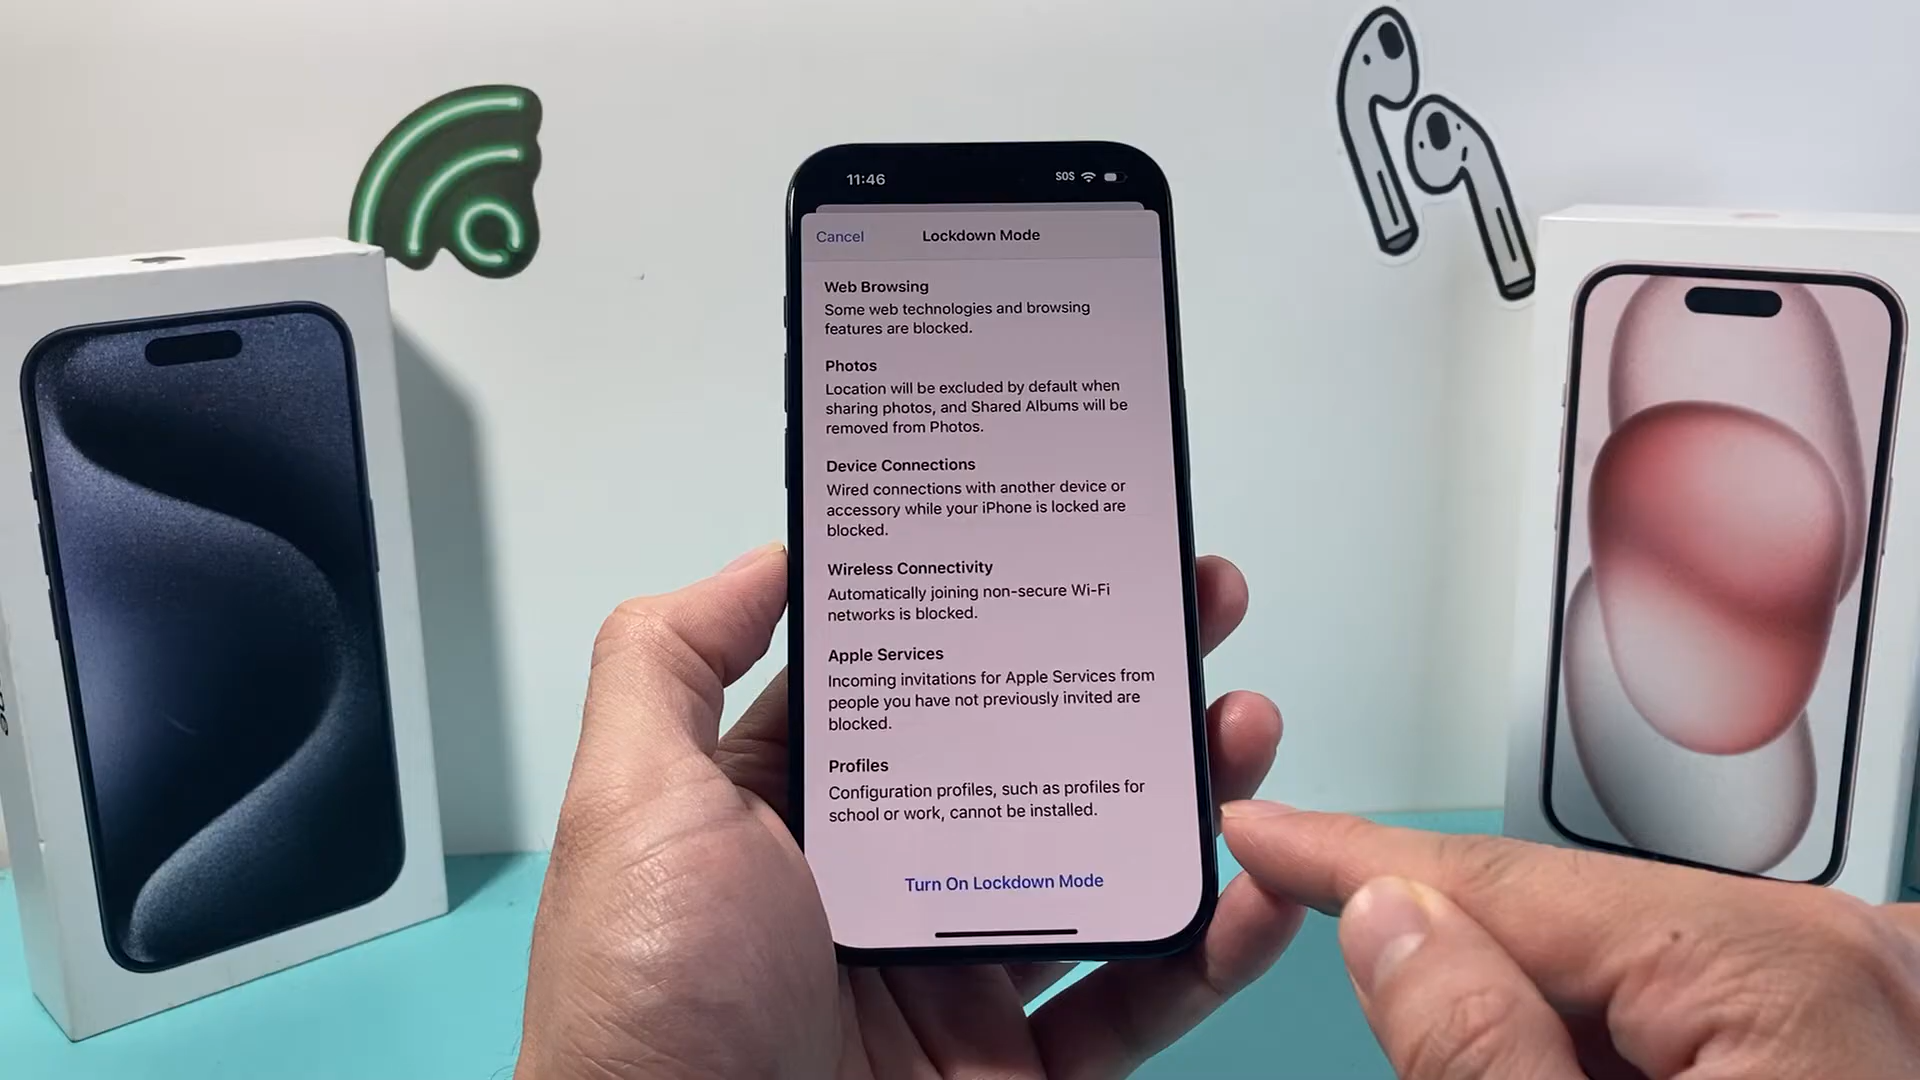 11:46
SOS
Cancel
Lockdown Mode
Web Browsing
Some web technologies and browsing
features are blocked.
Photos
Location will be excluded by default when
sharing photos, and Shared Albums will be
removed from Photos.
Device Connections
Wired connections with another device or
accessory while your iPhone is locked are
blocked.
Wireless Connectivity
Automatically joining non-secure Wi-Fi
networks is blocked.
Apple Services
Incoming invitations for Apple Services from
people you have not previously invited are
blocked.
Profiles
Configuration profiles, such as profiles for
school or work, cannot be installed.
Turn On Lockdown Mode